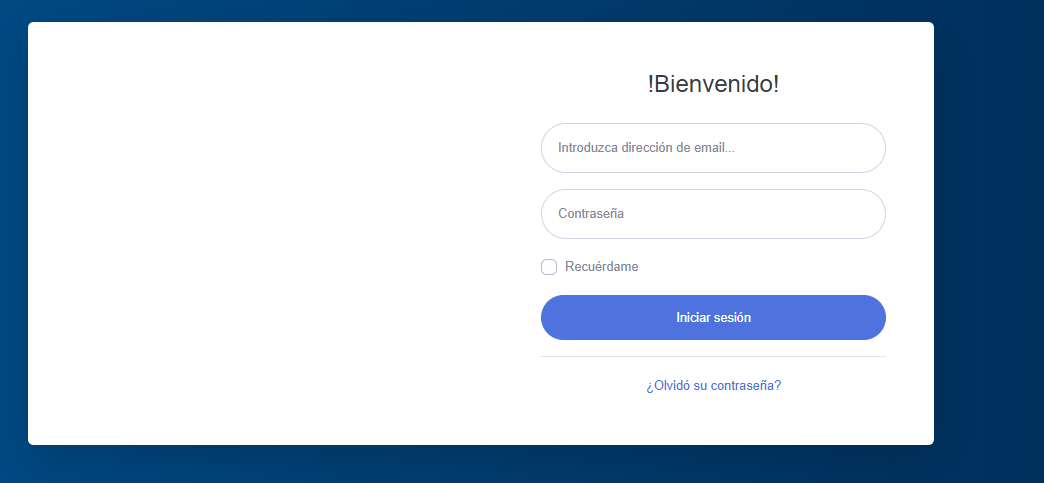 !Bienvenido!
Introduzca dirección de email...
Contraseña
Recuérdame
Iniciar sesión
¿Olvidó su contraseña?